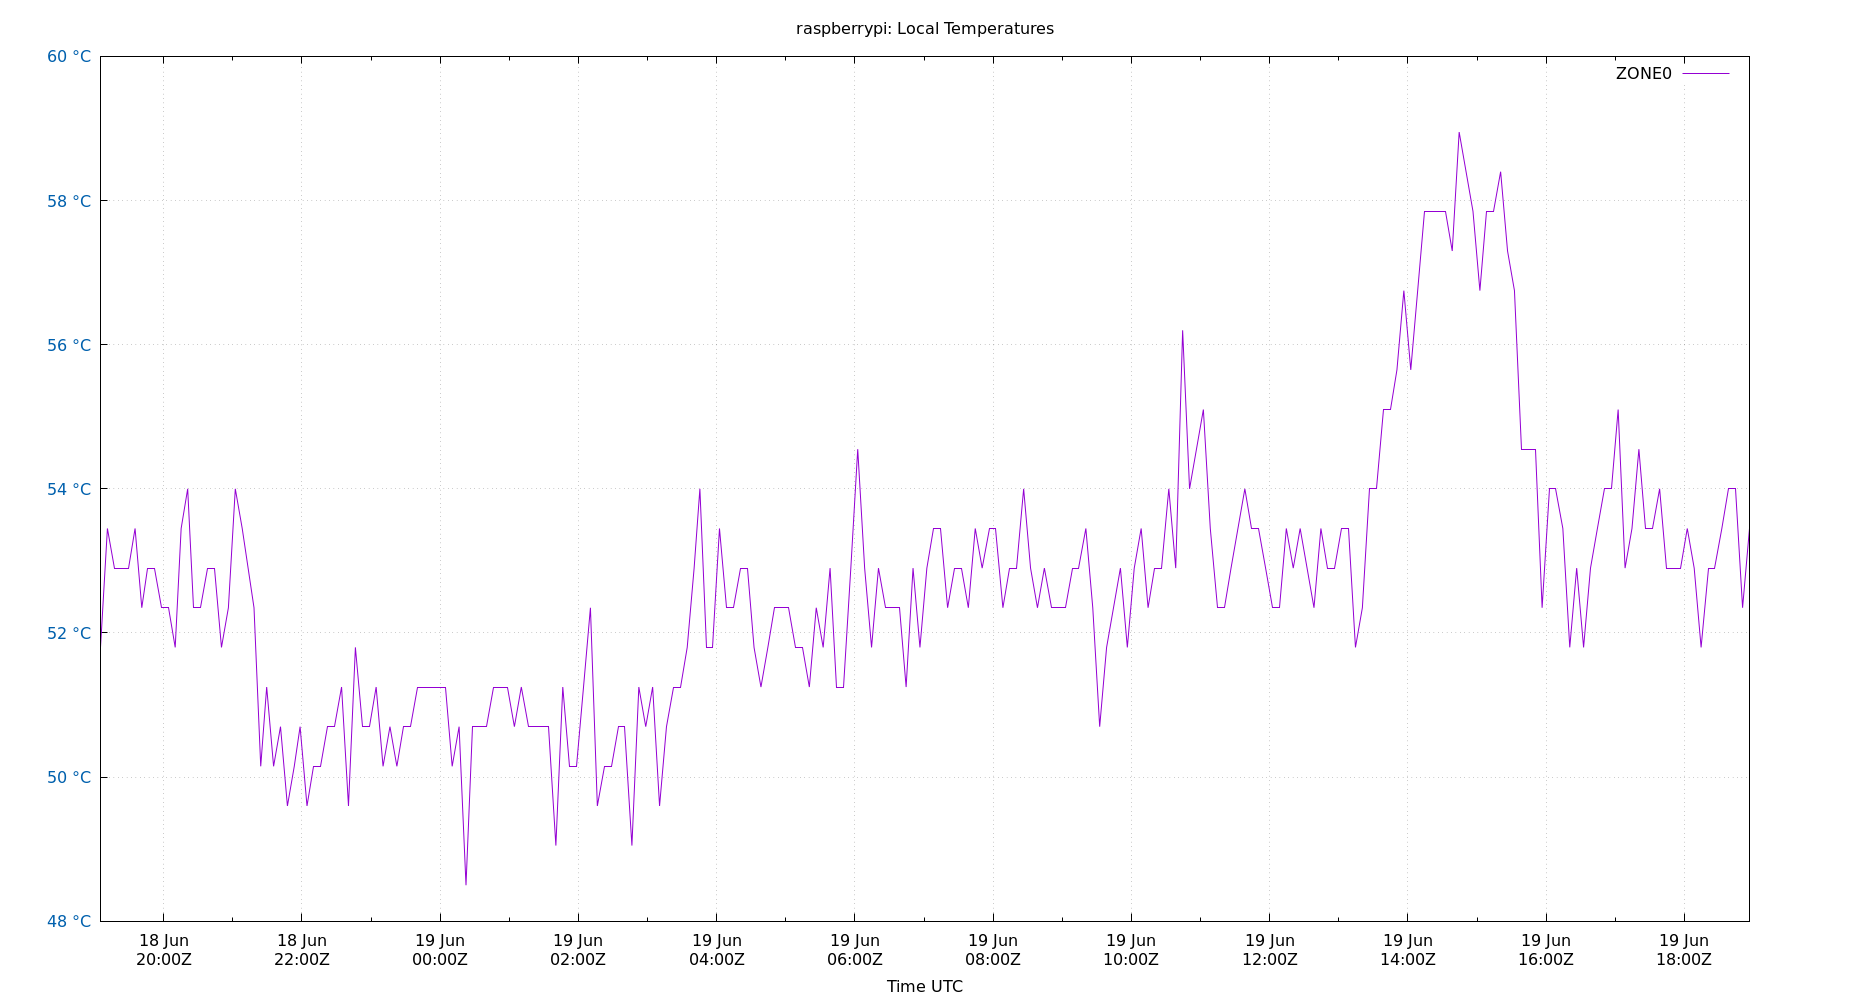 raspberrypi: Local Temperatures
60 °C
ZONE0
58 °C
56 °C
54 °C
52 °C
50 °C
48 °C
18 Jun 18 Jun 19 Jun 19 Jun 19 Jun 19 Jun 19 Jun 19 Jun 19 Jun 19 Jun 19 Jun 19 Jun
20:00Z 22:00Z 00:00Z 02:00Z 04:00Z 06:00Z 08:00Z 10:00Z 12:00Z 14:00Z 16:00Z 18:00Z
Time UTC